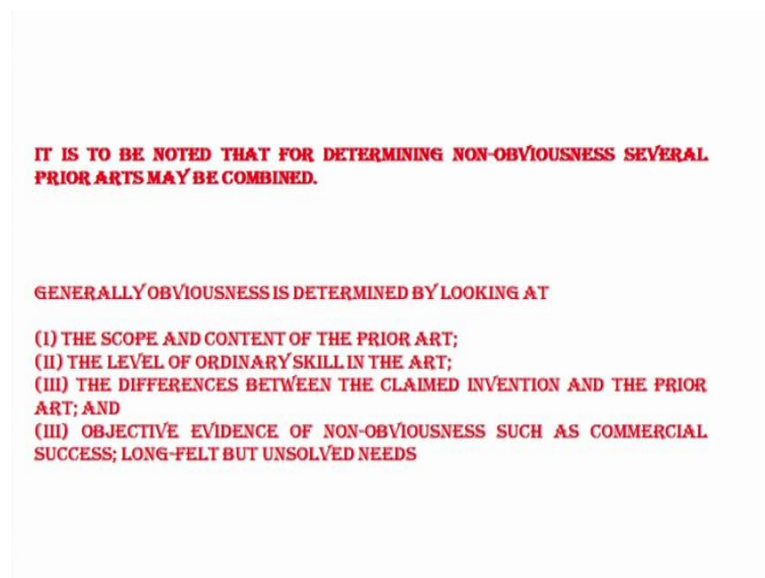 IT IS TO BE NOTED THAT FOR DETERMINING NON-OBVIOUSNESS SEVERAL
PRIOR ARTS MAY BE COMBINED.
GENERALLY OBVIOUSNESS IS DETERMINED BY LOOKING AT
(I) THE SCOPE AND CONTENT OF THE PRIOR ART;
(II) THE LEVEL OF ORDINARY SKILL IN THE ART;
(III) THE DIFFERENCES BETWEEN THE CLAIMED INVENTION AND THE PRIOR
ART; AND
(III) OBJECTIVE EVIDENCE OF NON-OBVIOUSNESS SUCH AS COMMERCIAL
SUCCESS; LONG-FELT BUT UNSOLVED NEEDS